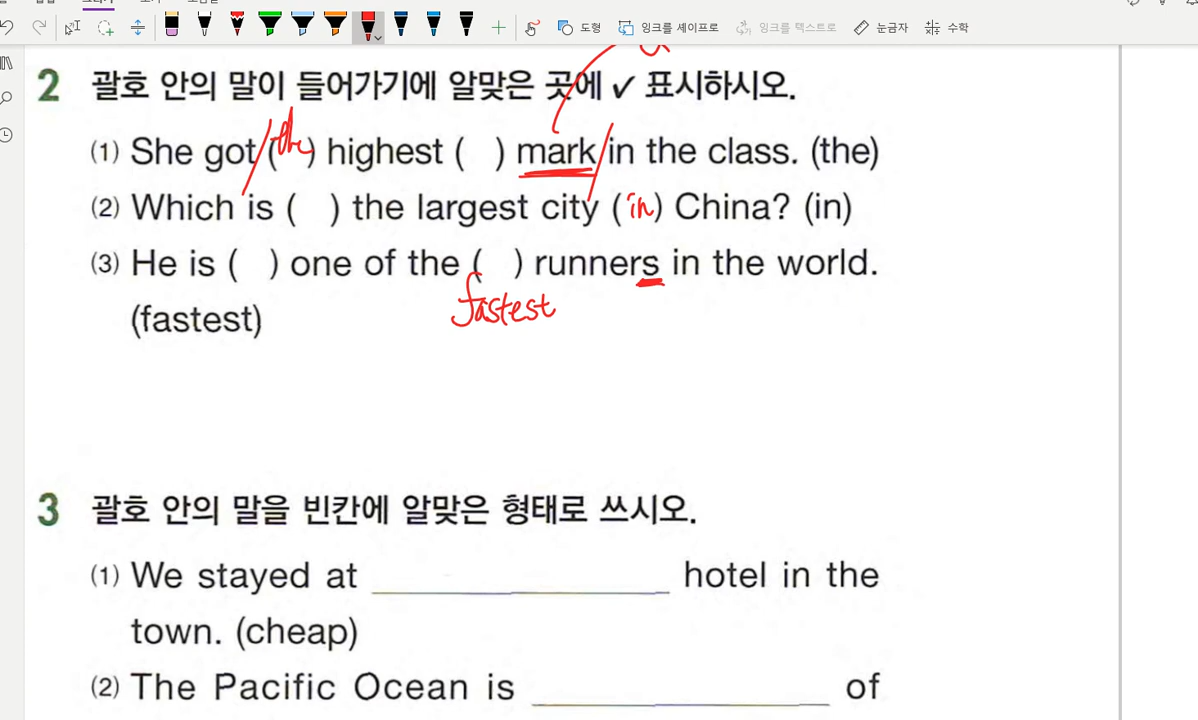 도형 잉크를 셰이프로 잉크를 텍스트로 눈금자 수학
2 괄호 안의 말이 들어가기에 알맞은 곳에 ✓ 표시하시오.
(1) She got (the) highest ( ) mark in the class. (the)
(2) Which is ( ) the largest city (in) China? (in)
(3) He is ( ) one of the ( ) runners in the world.
fastest
(fastest)
3 괄호 안의 말을 빈칸에 알맞은 형태로 쓰시오.
(1) We stayed at ____________ hotel in the
town. (cheap)
(2) The Pacific Ocean is ____________ of